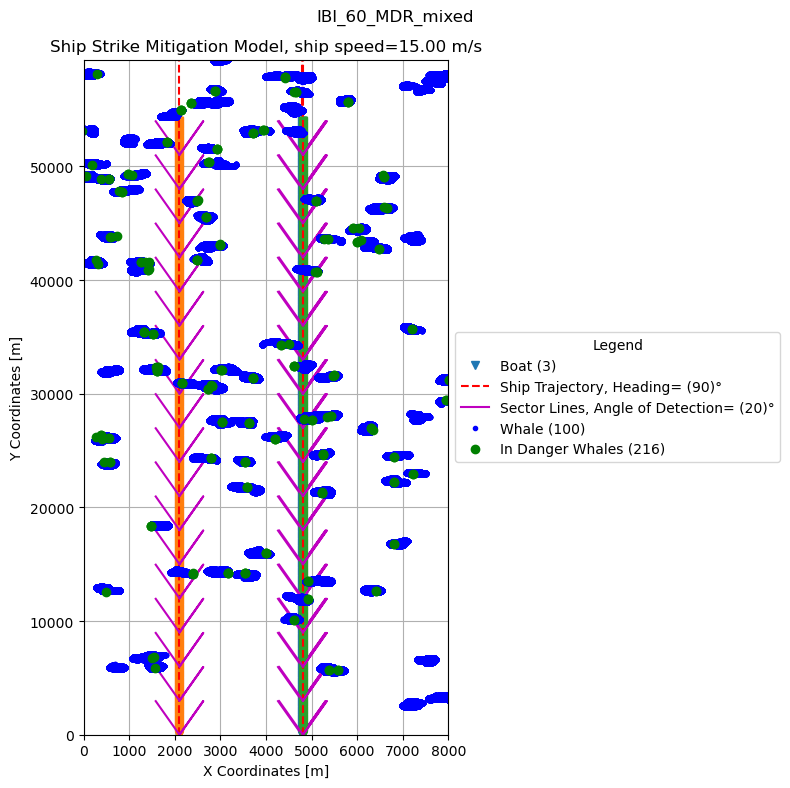 IBI_60_MDR_mixed
Ship Strike Mitigation Model, ship speed=15.00 m/s
50000
40000
30000
20000
10000
0
0 1000 2000 3000 4000 5000 6000 7000 8000
X Coordinates [m]
Y Coordinates [m]
Legend
Boat (3)
Ship Trajectory, Heading= (90)°
Sector Lines, Angle of Detection= (20)°
Whale (100)
In Danger Whales (216)